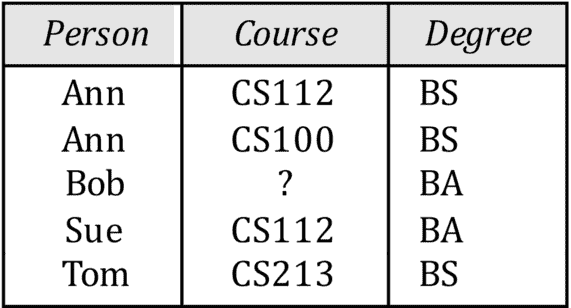 Person Course Degree
Ann CS112 BS
Ann CS100 BS
Bob ? BA
Sue CS112 BA
Tom CS213 BS